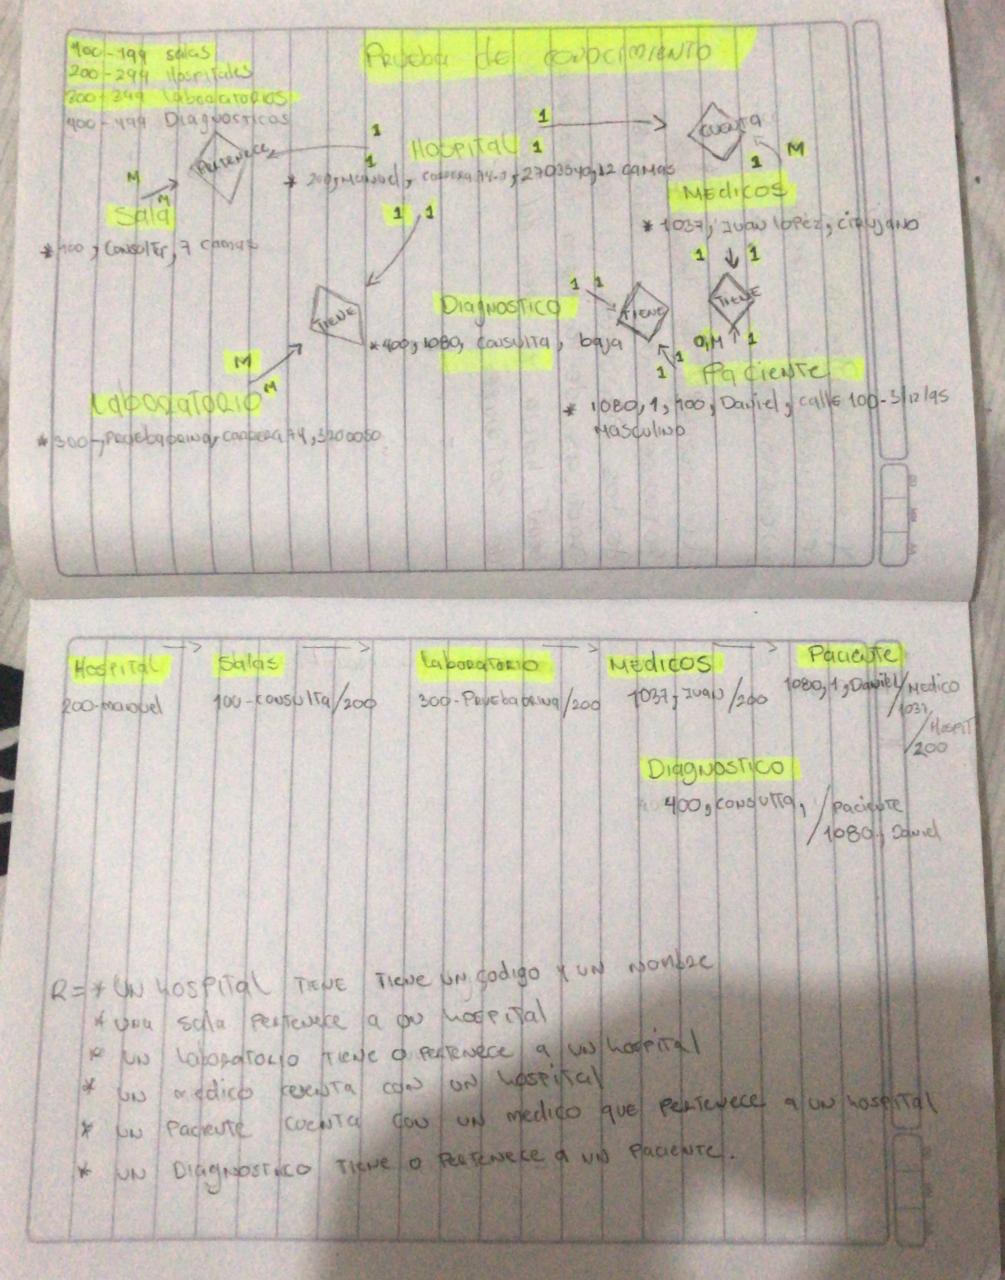 100-199 salas
Prueba de conocimiento
200-299 Hospitales
300-399 Laboratorios
400-499 Diagnosticos
1
1
CUENTA
PERTENECE
1
Hospital
1
1
M
* 200, Manuel, carrera 74-, 2703540, 12 camas
M
M
Sala
1
1
MEDICOS
* 1037, Juan Lopez, cirujano
* 100, Consulta, 7 camas
1
1
1
1
TIENE
TIENE
TIENE
Diagnostico
* 400, 1080, consulta, baja
0,M
1
M
1
1
Paciente
M
Laboratorio
* 1080, 1, 100, Daniel, calle 100-3/12/95
Masculino
* 300-, Prueba orina, carrera 74, 3200050
Hospital
Salas
Laboratorio
MEDICOS
Paciente
200-manuel
100-consulta/200
300-Prueba orina/200
1037, Juan /200
1080, 1, Daniel/Medico
/1037
/Hospit
/200
Diagnostico
400, consulta, /paciente
/1080, Daniel
R=* UN HOSPITAL TIENE TIENE UN codigo y UN Nombre
* una sala PERTENECE a un hospital
* UN LaboRaTorio TIENE o PERTENECE a UN hospital
* UN medico cuenta con UN hospital
* UN Paciente cuenta con UN medico que PERTENECE a UN hospital
* UN Diagnostico TIENE o PERTENECE a UN Paciente.